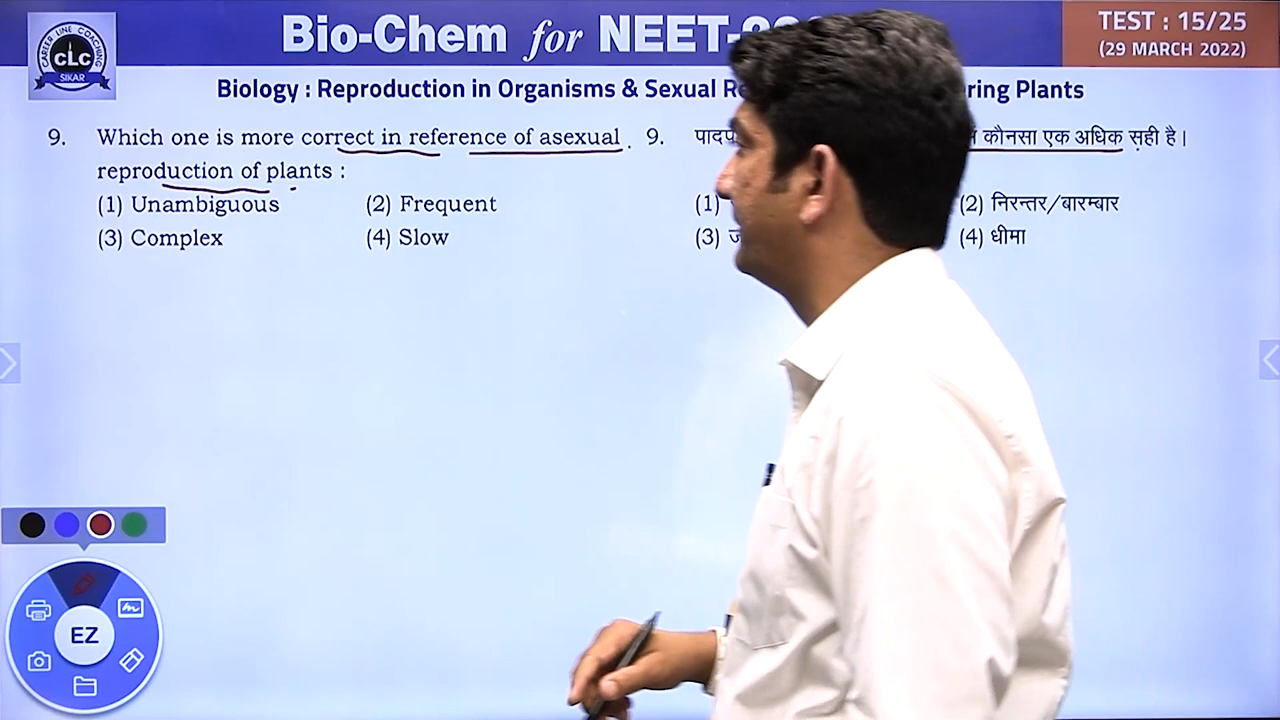 CAREER LINE COACHING
CLC
SIKAR
Bio-Chem for NEET-
TEST : 15/25
(29 MARCH 2022)
Biology : Reproduction in Organisms & Sexual Plants
9. Which one is more correct in reference of asexual
reproduction of plants :
(1) Unambiguous (2) Frequent
(3) Complex (4) Slow
9. कौनसा एक अधिक सही है।
(1) (2) निरन्तर/बारम्बार
(3) (4) धीमा
EZ